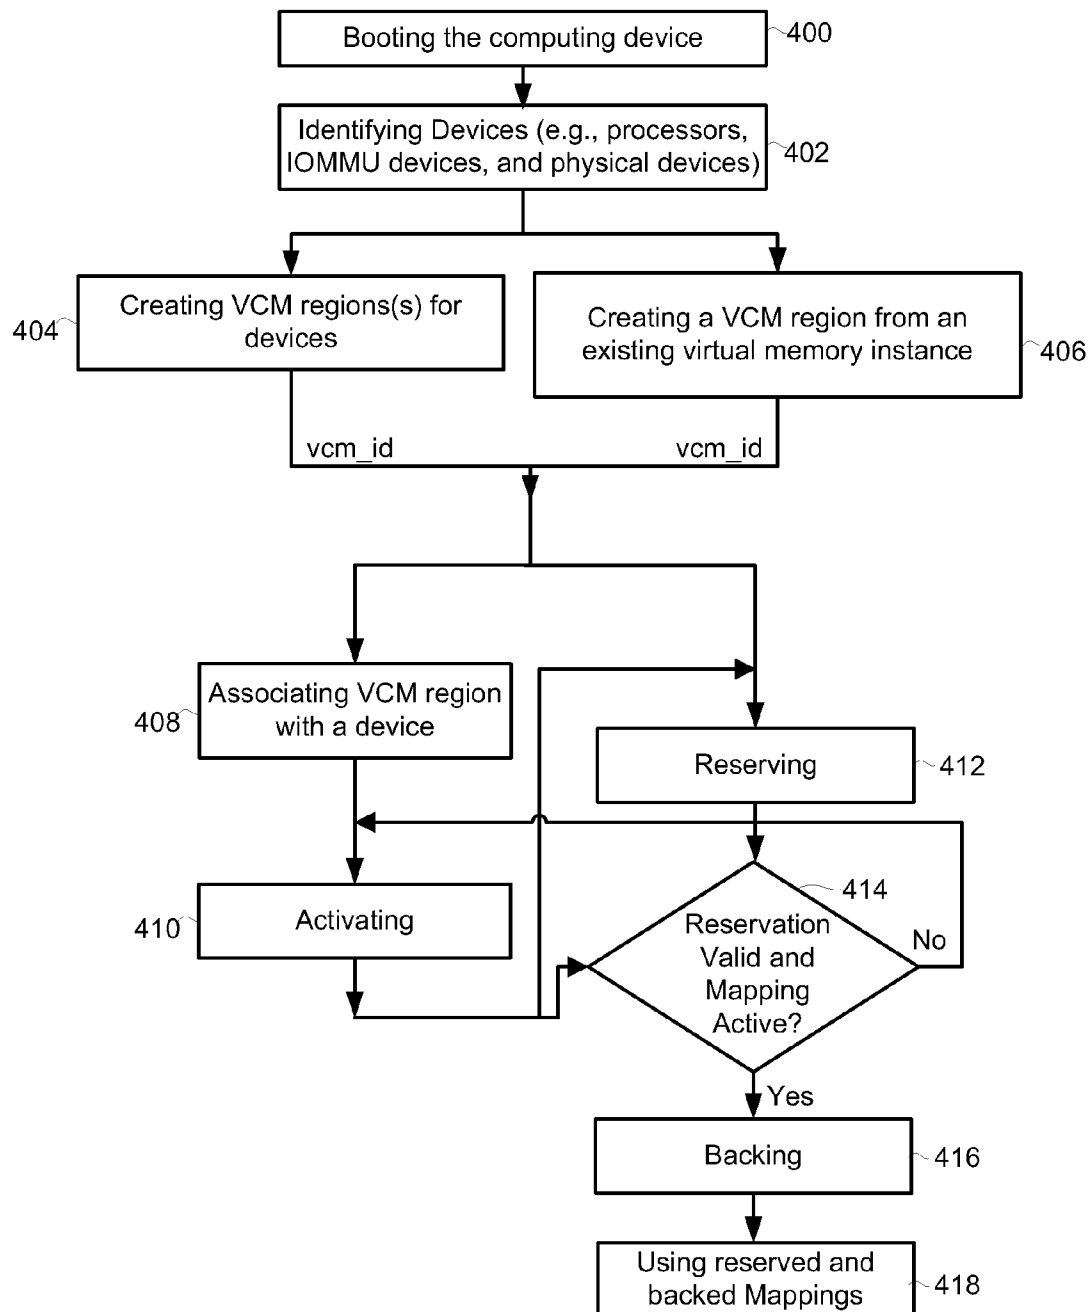 Booting the computing device
400
Identifying Devices (e.g., processors,
IOMMU devices, and physical devices)
402
Creating VCM regions(s) for
devices
404
Creating a VCM region from an
existing virtual memory instance
406
vcm_id
vcm_id
Associating VCM region
with a device
408
Reserving
412
Activating
410
414
Reservation
Valid and
Mapping
Active?
No
Yes
Backing
416
Using reserved and
backed Mappings
418